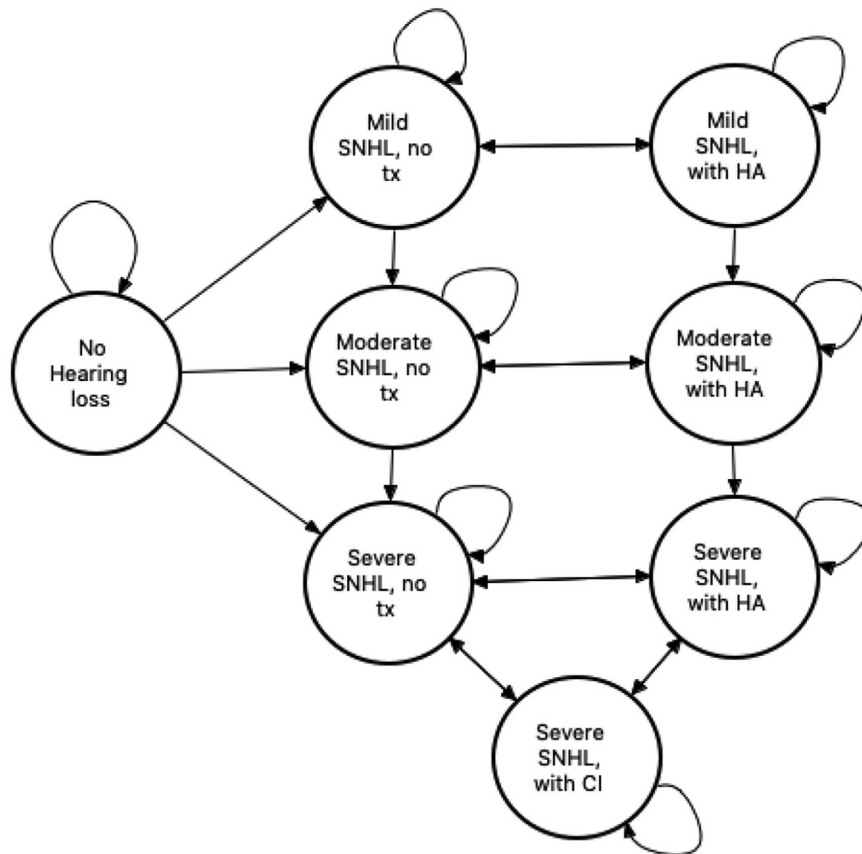 Mild
SNHL, no
tx
Mild
SNHL,
with HA
No
Hearing
loss
Moderate
SNHL, no
tx
Moderate
SNHL,
with HA
Severe
SNHL, no
tx
Severe
SNHL,
with HA
Severe
SNHL,
with CI